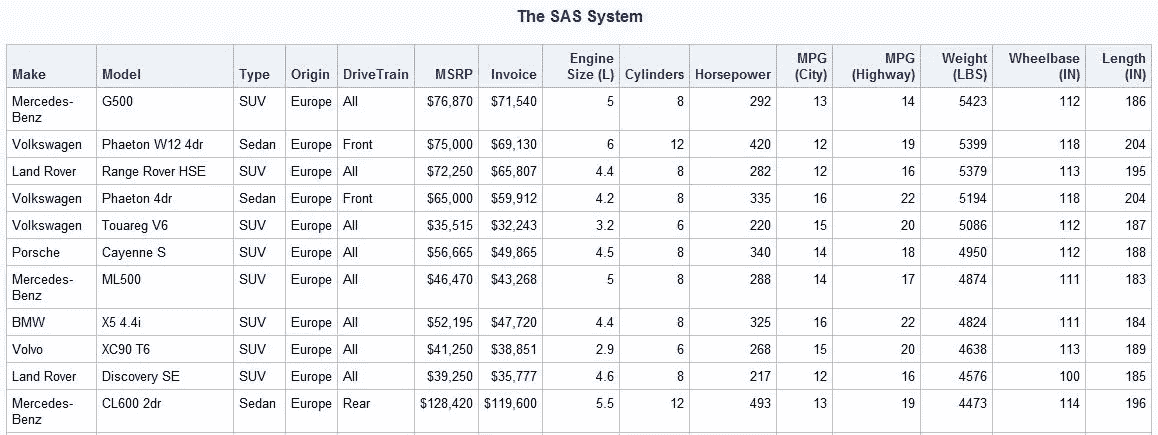 The SAS System
Make Model Type Origin DriveTrain MSRP Invoice Engine Size (L) Cylinders Horsepower MPG (City) MPG (Highway) Weight (LBS) Wheelbase (IN) Length (IN)
Mercedes-Benz G500 SUV Europe All $76,870 $71,540 5 8 292 13 14 5423 112 186
Volkswagen Phaeton W12 4dr Sedan Europe Front $75,000 $69,130 6 12 420 12 19 5399 118 204
Land Rover Range Rover HSE SUV Europe All $72,250 $65,807 4.4 8 282 12 16 5379 113 195
Volkswagen Phaeton 4dr Sedan Europe Front $65,000 $59,912 4.2 8 335 16 22 5194 118 204
Volkswagen Touareg V6 SUV Europe All $35,515 $32,243 3.2 6 220 15 20 5086 112 187
Porsche Cayenne S SUV Europe All $56,665 $49,865 4.5 8 340 14 18 4950 112 188
Mercedes-Benz ML500 SUV Europe All $46,470 $43,268 5 8 288 14 17 4874 111 183
BMW X5 4.4i SUV Europe All $52,195 $47,720 4.4 8 325 16 22 4824 111 184
Volvo XC90 T6 SUV Europe All $41,250 $38,851 2.9 6 268 15 20 4638 113 189
Land Rover Discovery SE SUV Europe All $39,250 $35,777 4.6 8 217 12 16 4576 100 185
Mercedes-Benz CL600 2dr Sedan Europe Rear $128,420 $119,600 5.5 12 493 13 19 4473 114 196